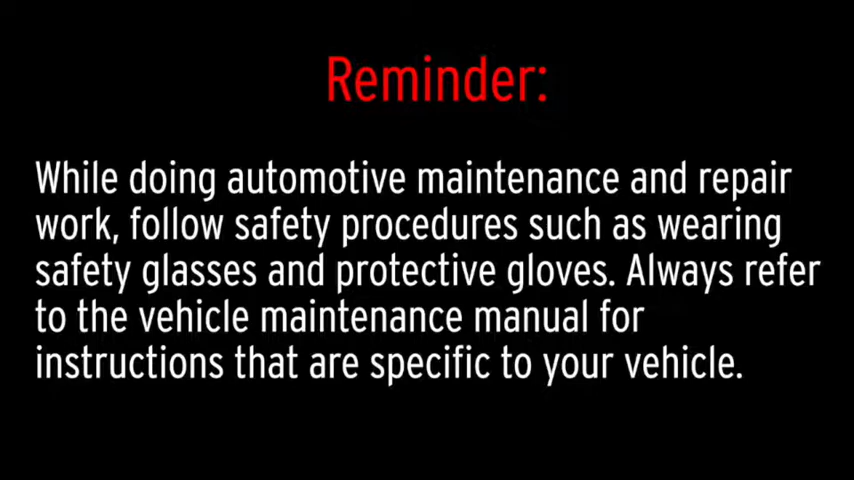 Reminder:
While doing automotive maintenance and repair
work, follow safety procedures such as wearing
safety glasses and protective gloves. Always refer
to the vehicle maintenance manual for
instructions that are specific to your vehicle.